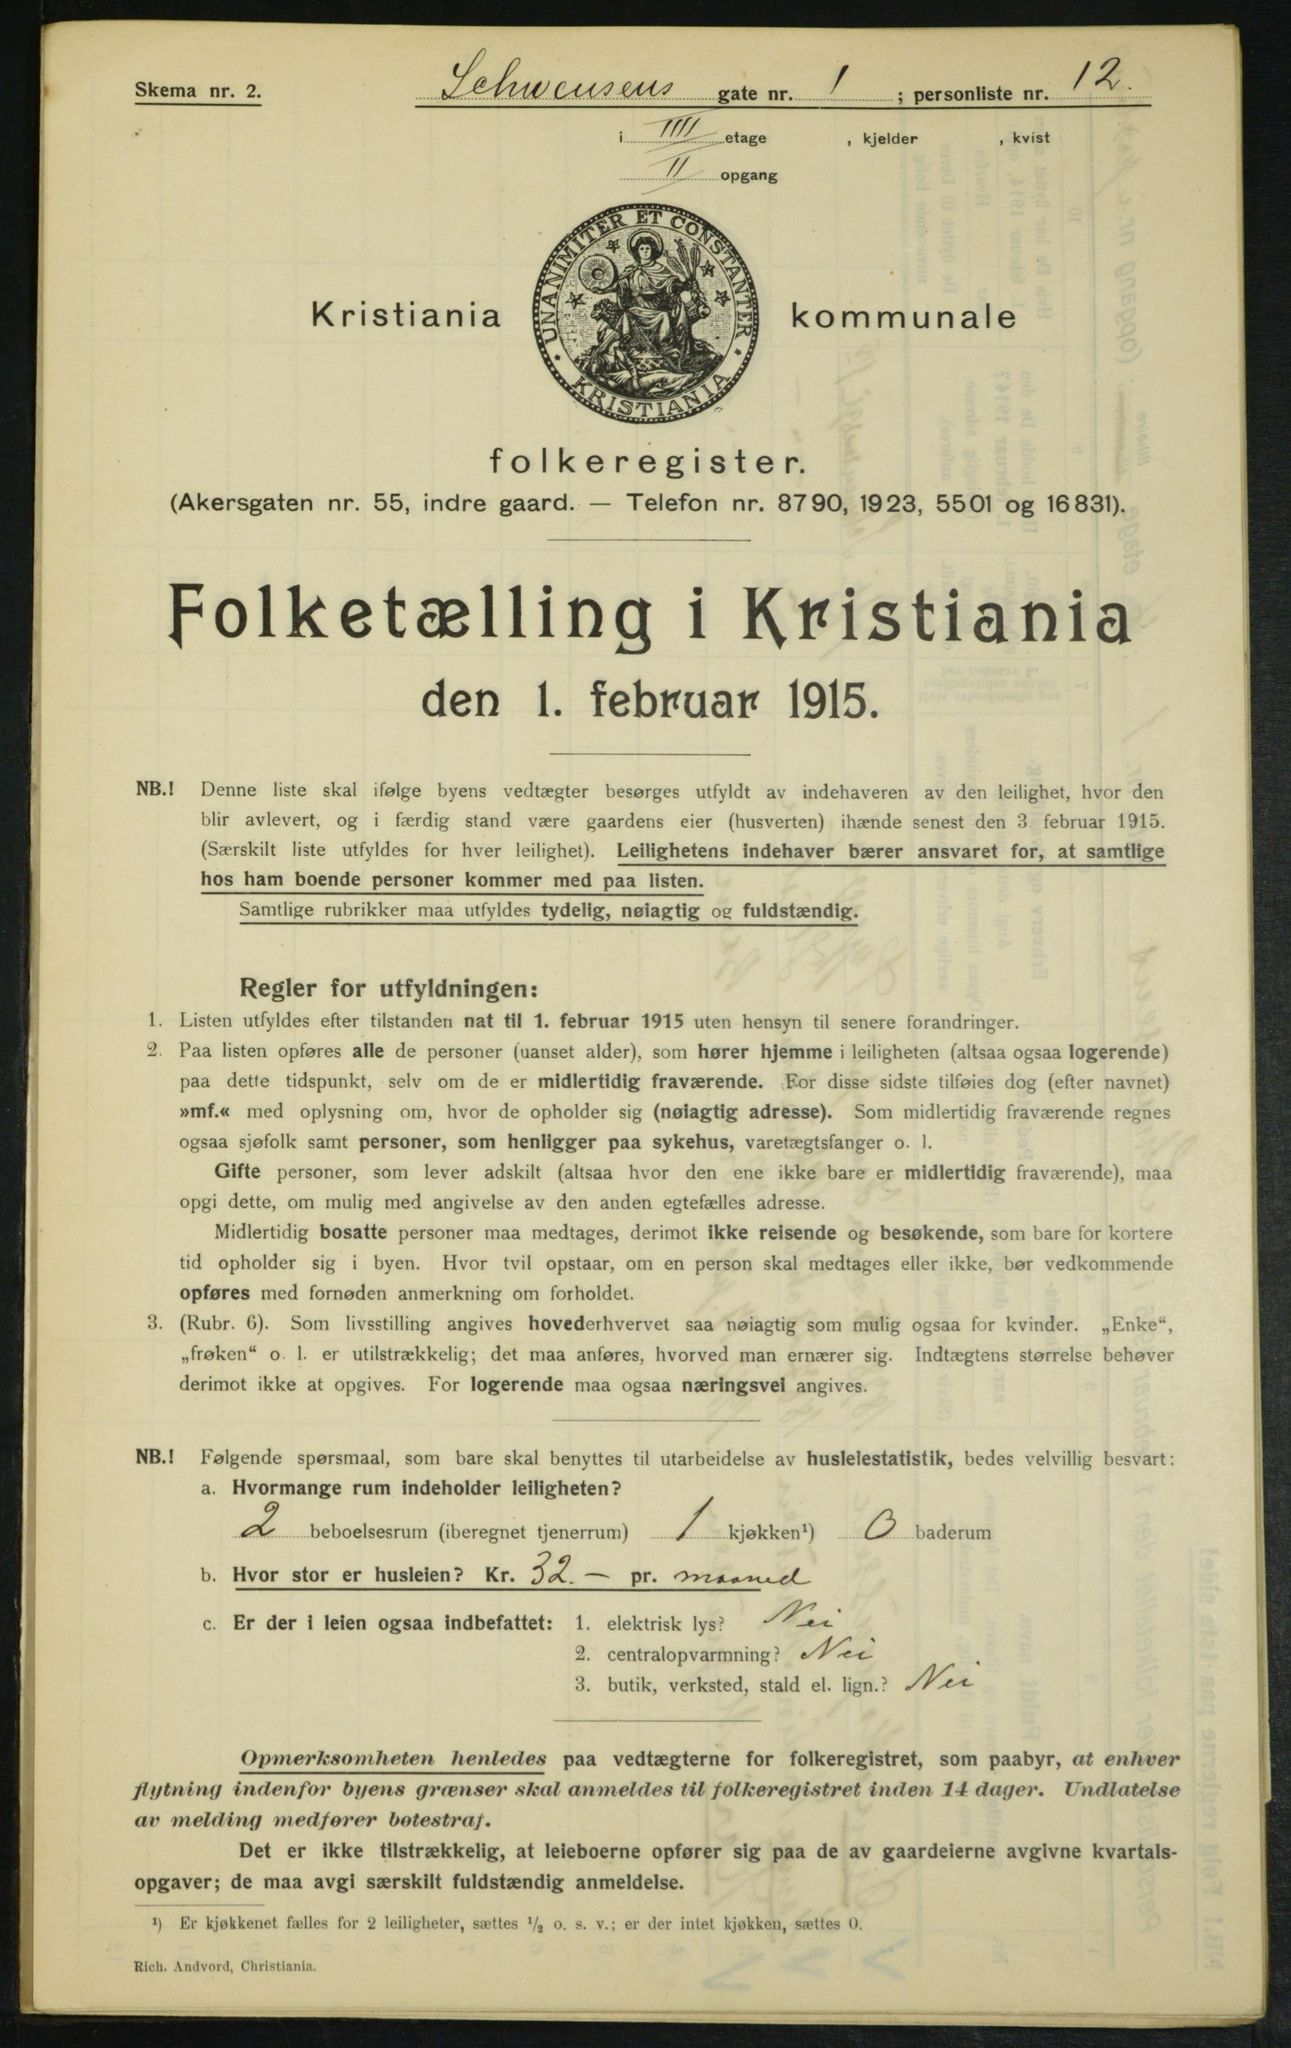 Skema nr. 2.
Schwensens gate nr. 1 ; personliste nr. 12.
i IIII etage , kjelder , kvist
II opgang
UNANIMITER ET CONSTANTER
KRISTIANIA
Kristiania kommunale
folkeregister.
(Akersgaten nr. 55, indre gaard. — Telefon nr. 8790, 1923, 5501 og 16831).
Folketælling i Kristiania
den 1. februar 1915.
NB.! Denne liste skal ifølge byens vedtægter besørges utfyldt av indehaveren av den leilighet, hvor den
blir avlevert, og i færdig stand være gaardens eier (husverten) ihænde senest den 3. februar 1915.
(Særskilt liste utfyldes for hver leilighet). Leilighetens indehaver bærer ansvaret for, at samtlige
hos ham boende personer kommer med paa listen.
Samtlige rubrikker maa utfyldes tydelig, nøiagtig og fuldstændig.
Regler for utfyldningen:
1. Listen utfyldes efter tilstanden nat til 1. februar 1915 uten hensyn til senere forandringer.
2. Paa listen opføres alle de personer (uanset alder), som hører hjemme i leiligheten (altsaa ogsaa logerende)
paa dette tidspunkt, selv om de er midlertidig fraværende. For disse sidste tilføies dog (efter navnet)
»mf.« med oplysning om, hvor de opholder sig (nøiagtig adresse). Som midlertidig fraværende regnes
ogsaa sjøfolk samt personer, som henligger paa sykehus, varetægtsfanger o. l.
Gifte personer, som lever adskilt (altsaa hvor den ene ikke bare er midlertidig fraværende), maa
opgi dette, om mulig med angivelse av den anden egtefælles adresse.
Midlertidig bosatte personer maa medtages, derimot ikke reisende og besøkende, som bare for kortere
tid opholder sig i byen. Hvor tvil opstaar, om en person skal medtages eller ikke, bør vedkommende
opføres med fornøden anmerkning om forholdet.
3. (Rubr. 6). Som livsstilling angives hovederhvervet saa nøiagtig som mulig ogsaa for kvinder. „Enke“,
„frøken“ o. l. er utilstrækkelig; det maa anføres, hvorved man ernærer sig. Indtægtens størrelse behøver
derimot ikke at opgives. For logerende maa ogsaa næringsvei angives.
NB.! Følgende spørsmaal, som bare skal benyttes til utarbeidelse av husleiestatistik, bedes velvillig besvart:
a. Hvormange rum indeholder leiligheten?
2 beboelsesrum (iberegnet tjenerrum) 1 kjøkken¹) 0 baderum
b. Hvor stor er husleien? Kr. 32.— pr. maaned
c. Er der i leien ogsaa indbefattet: 1. elektrisk lys? Nei
2. centralopvarmning? Nei
3. butik, verksted, stald el. lign.? Nei
Opmerksomheten henledes paa vedtægterne for folkeregistret, som paabyr, at enhver
flytning indenfor byens grænser skal anmeldes til folkeregistret inden 14 dager. Undlatelse
av melding medfører bøtestraf.
Det er ikke tilstrækkelig, at leieboerne opfører sig paa de av gaardeierne avgivne kvartals-
opgaver; de maa avgi særskilt fuldstændig anmeldelse.
¹) Er kjøkkenet fælles for 2 leiligheter, sættes ½ o. s. v.; er der intet kjøkken, sættes 0.
Rich. Andvord, Christiania.